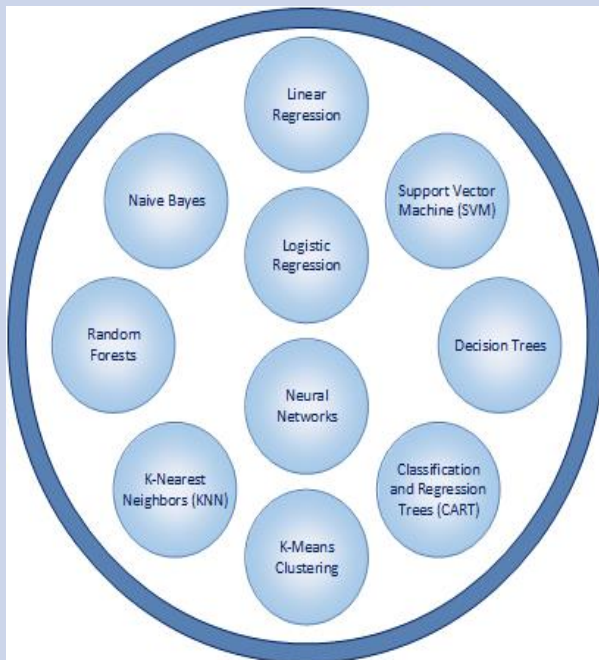 Linear
Regression
Naive Bayes
Support Vector
Machine (SVM)
Logistic
Regression
Random
Forests
Decision Trees
Neural
Networks
K-Nearest
Neighbors (KNN)
Classification
and Regression
Trees (CART)
K-Means
Clustering